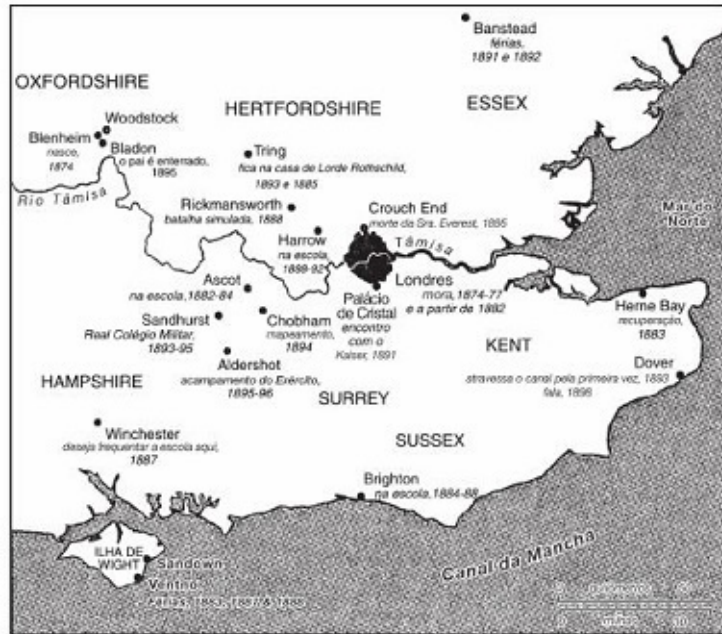 Banstead
férias,
1891 e 1892
OXFORDSHIRE
Woodstock
HERTFORDSHIRE
ESSEX
Blenheim
nasce,
1874
Bladon
o pai é enterrado,
1895
Tring
fica na casa de Lorde Rothschild,
1893 e 1885
Rio Tâmisa
Rickmansworth
batalha simulada, 1888
Crouch End
morte da Sra. Everest, 1895
Mar do
Norte
Harrow
na escola,
1888-92
Tâmisa
Ascot
na escola, 1882-84
Londres
mora, 1874-77
e a partir de 1882
Palácio
de Cristal
encontro
com o
Kaiser, 1891
Herne Bay
recuperação,
1883
Sandhurst
Real Colégio Militar,
1893-95
Chobham
mapeamento,
1894
KENT
Aldershot
acampamento do Exército,
1895-96
Dover
atravessa o canal pela primeira vez, 1893
fala, 1898
HAMPSHIRE
SURREY
Winchester
deseja frequentar a escola aqui,
1887
SUSSEX
Brighton
na escola, 1884-88
Canal da Mancha
ILHA DE
WIGHT
Sandown
Ventno
Férias,